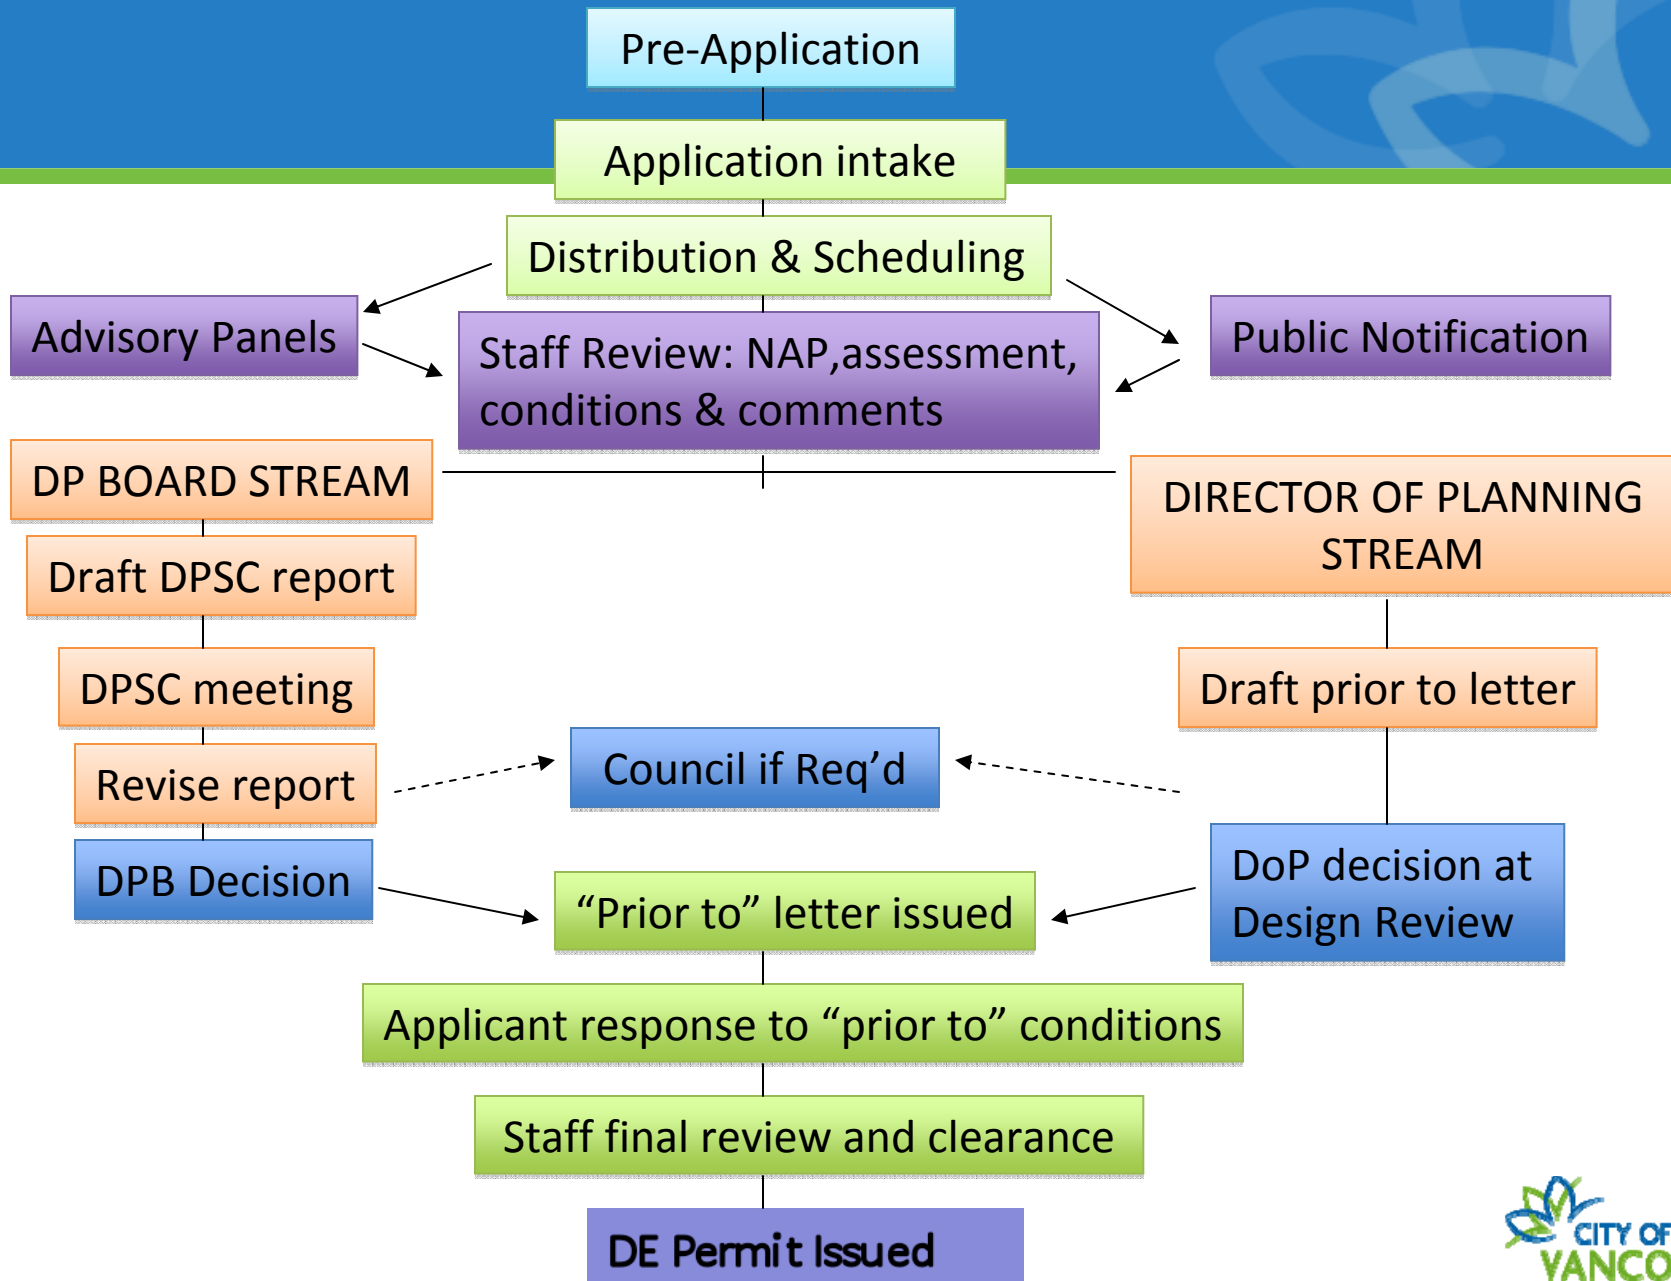 Pre-Application
Application intake
Distribution & Scheduling
Advisory Panels
Staff Review: NAP,assessment,
conditions & comments
Public Notification
DP BOARD STREAM
DIRECTOR OF PLANNING
STREAM
Draft DPSC report
DPSC meeting
Draft prior to letter
Revise report
Council if Req’d
DPB Decision
DoP decision at
Design Review
“Prior to” letter issued
Applicant response to “prior to” conditions
Staff final review and clearance
DE Permit Issued
CITY OF
VANCO